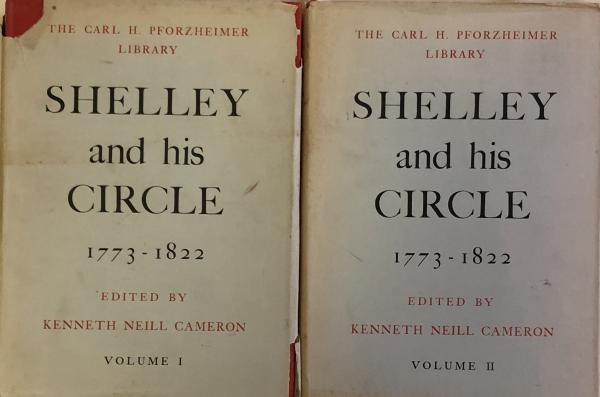 THE CARL H. PFORZHEIMER
LIBRARY
SHELLEY
and his
CIRCLE
1773-1822
EDITED BY
KENNETH NEILL CAMERON
VOLUME I
THE CARL H. PFORZHEIMER
LIBRARY
SHELLEY
and his
CIRCLE
1773-1822
EDITED BY
KENNETH NEILL CAMERON
VOLUME II